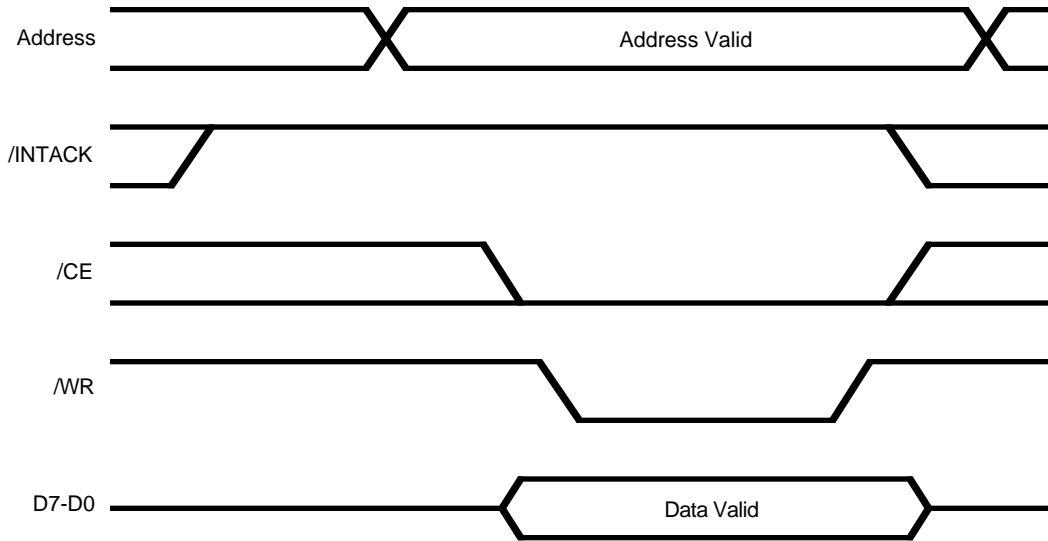 Address
Address Valid
/INTACK
/CE
/WR
D7-D0
Data Valid